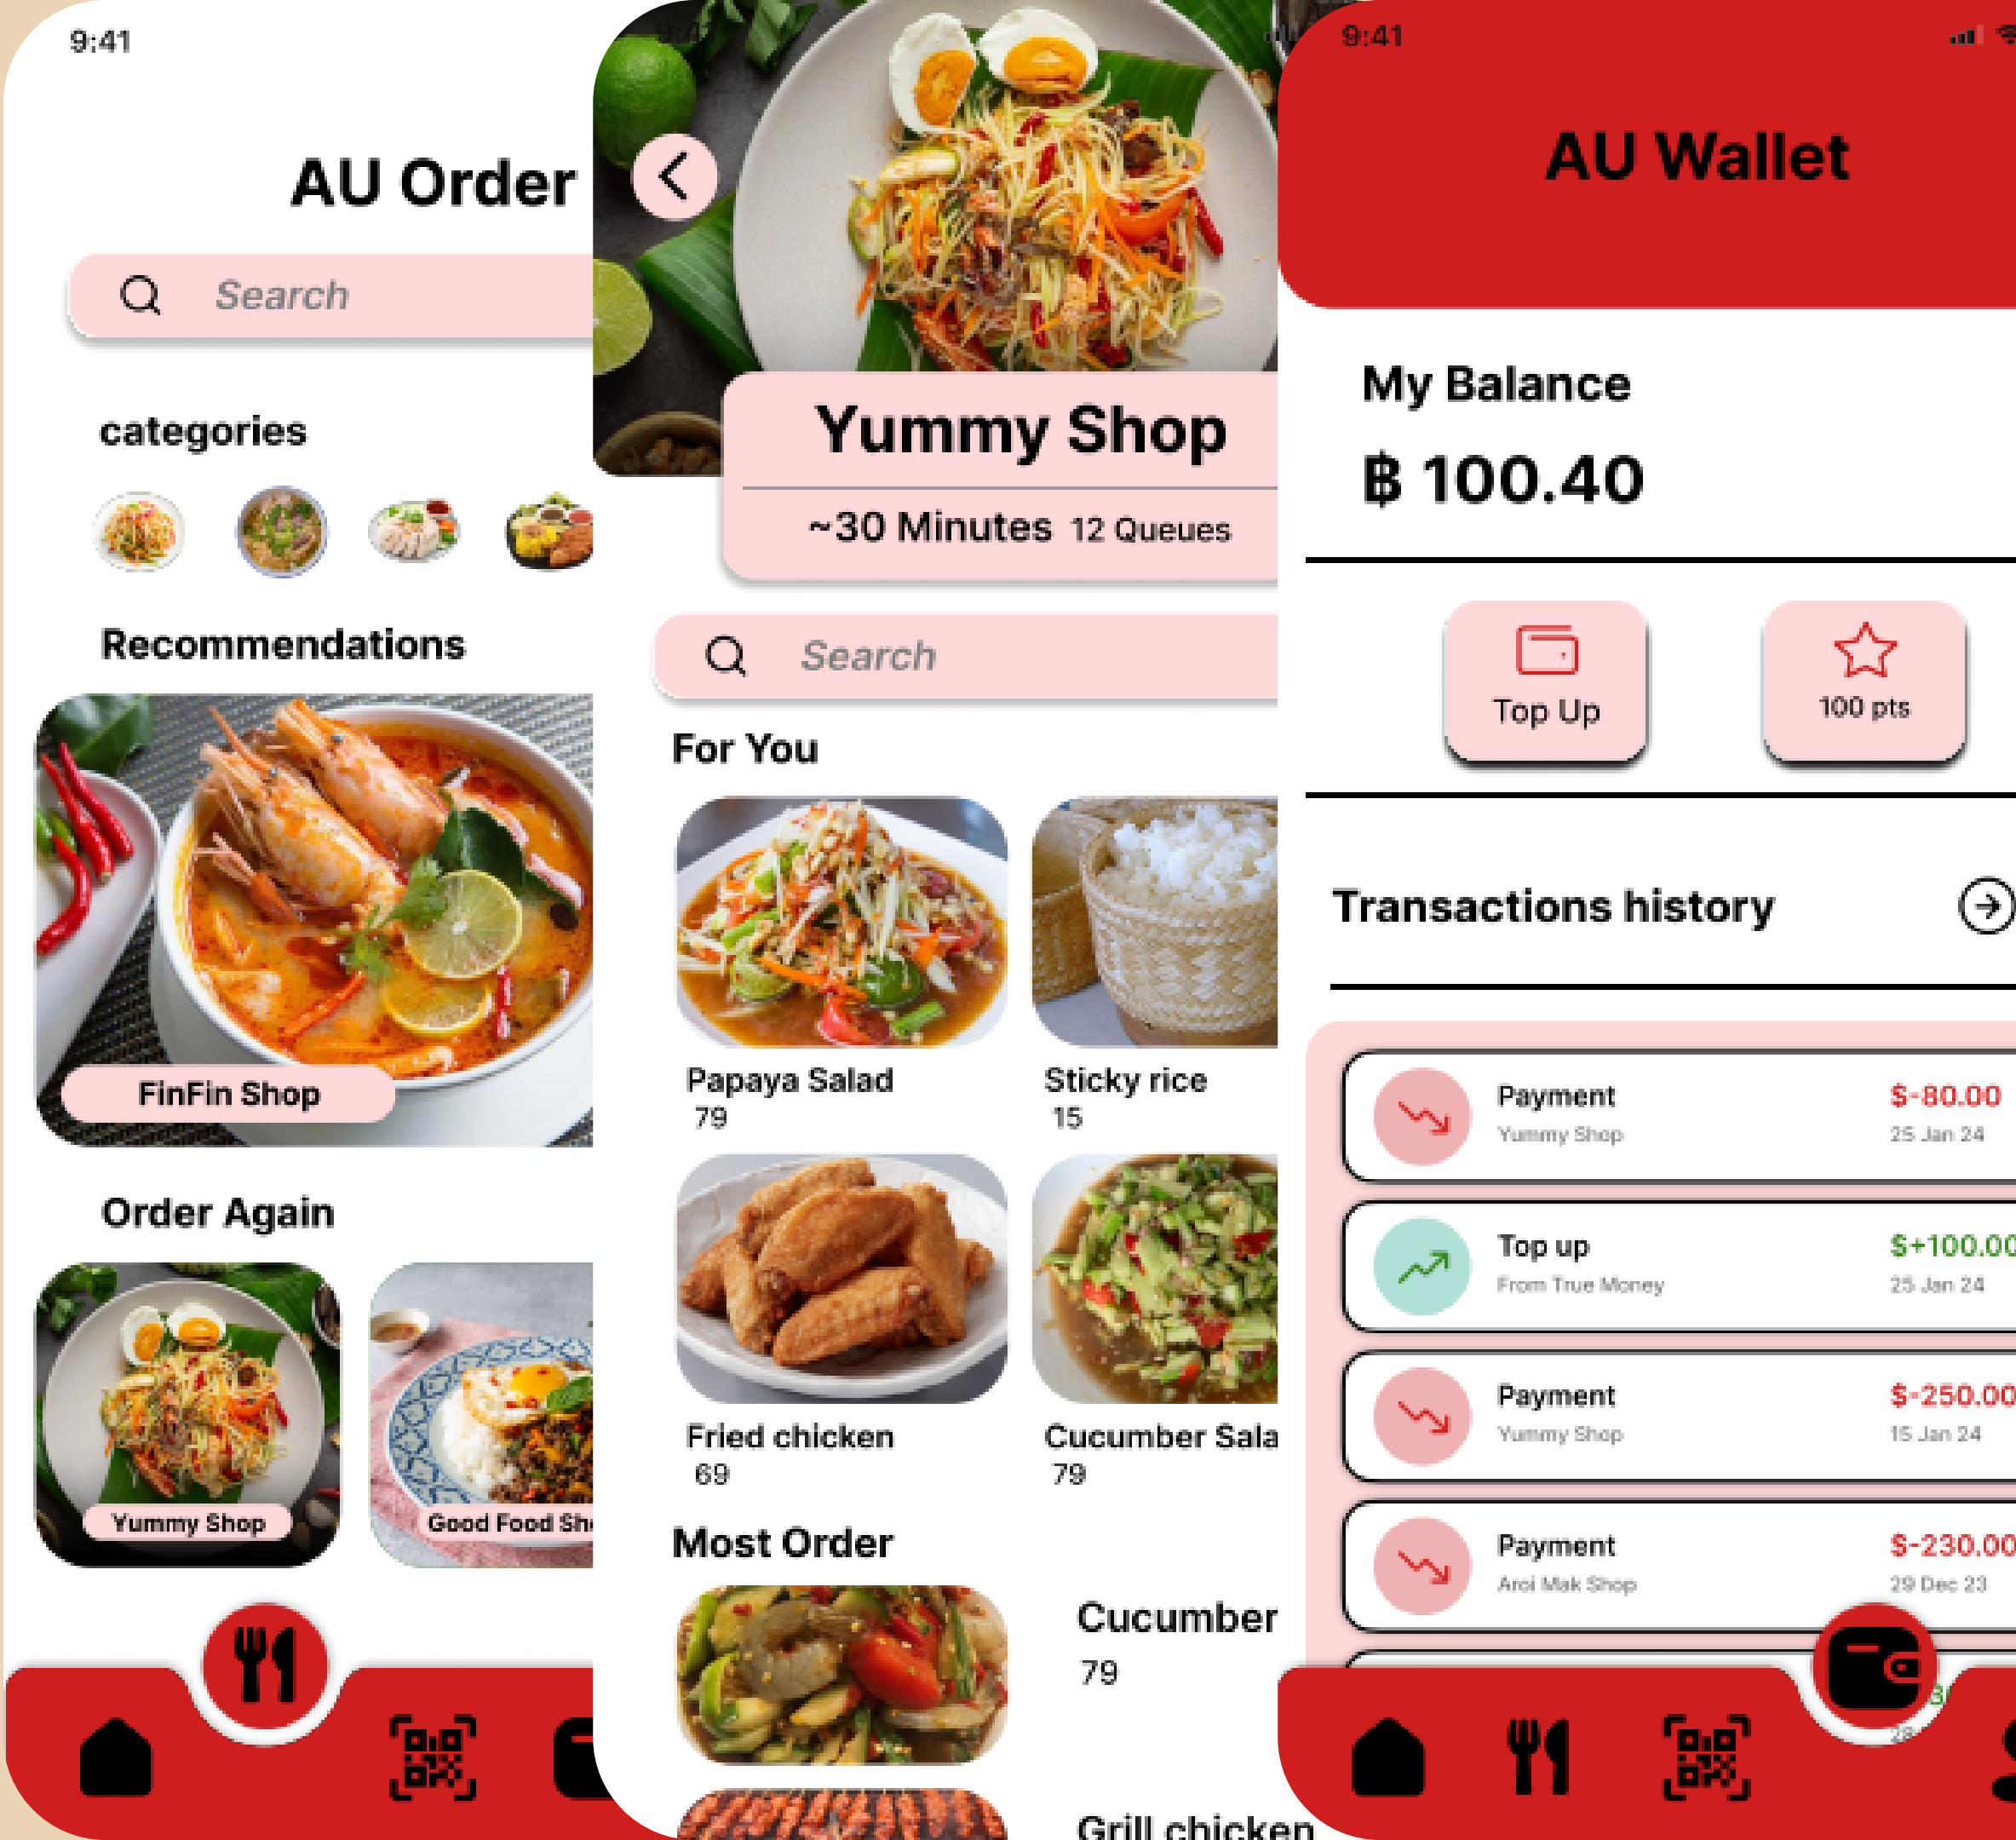 9:41
AU Order
Search
categories
Recommendations
FinFin Shop
Order Again
Yummy Shop
Good Food
Yummy Shop
~30 Minutes 12 Queues
Search
For You
Papaya Salad
79
Sticky rice
15
Fried chicken
69
Cucumber Sala
79
Most Order
Cucumber
79
Grill chicken
9:41
AU Wallet
My Balance
฿ 100.40
Top Up
100 pts
Transactions history
Payment
$-80.00
Yummy Shop
25 Jan 24
Top up
$+100.00
From True Money
25 Jan 24
Payment
$-250.00
Yummy Shop
15 Jan 24
Payment
$-230.00
Aroi Mak Shop
29 Dec 23